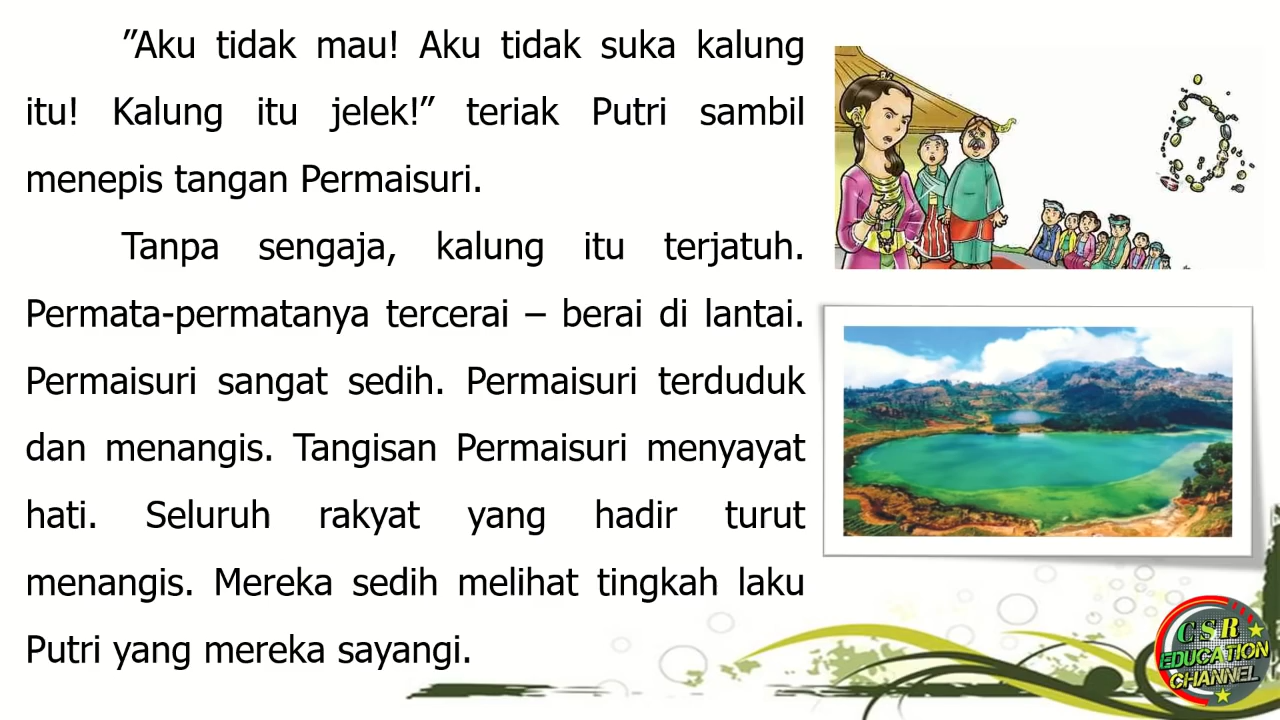 ”Aku tidak mau! Aku tidak suka kalung
itu! Kalung itu jelek!” teriak Putri sambil
menepis tangan Permaisuri.
Tanpa sengaja, kalung itu terjatuh.
Permata-permatanya tercerai – berai di lantai.
Permaisuri sangat sedih. Permaisuri terduduk
dan menangis. Tangisan Permaisuri menyayat
hati. Seluruh rakyat yang hadir turut
menangis. Mereka sedih melihat tingkah laku
Putri yang mereka sayangi.
CSR
EDUCATION
CHANNEL